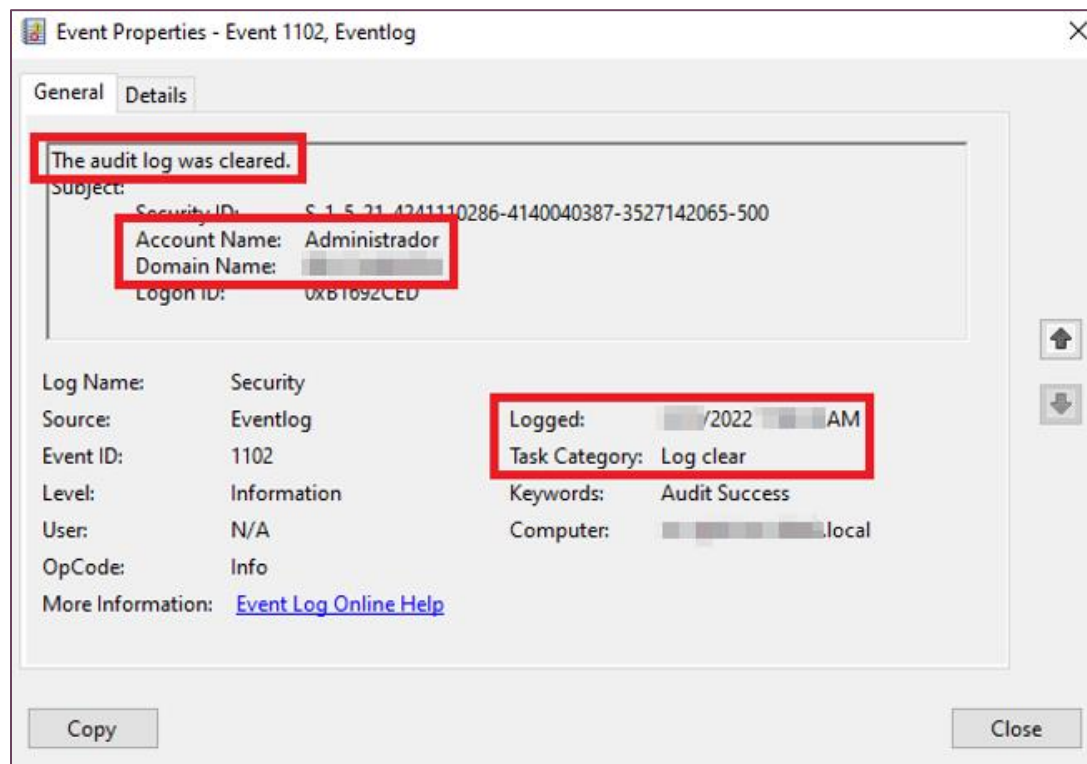 Event Properties - Event 1102, Eventlog
General Details
The audit log was cleared.
Subject:
Security ID: S-1-5-21-4241110286-4140040387-3527142065-500
Account Name: Administrador
Domain Name:
Logon ID: 0xB1692CED
Log Name: Security
Source: Eventlog Logged: /2022 AM
Event ID: 1102 Task Category: Log clear
Level: Information Keywords: Audit Success
User: N/A Computer: .local
OpCode: Info
More Information: Event Log Online Help
Copy Close